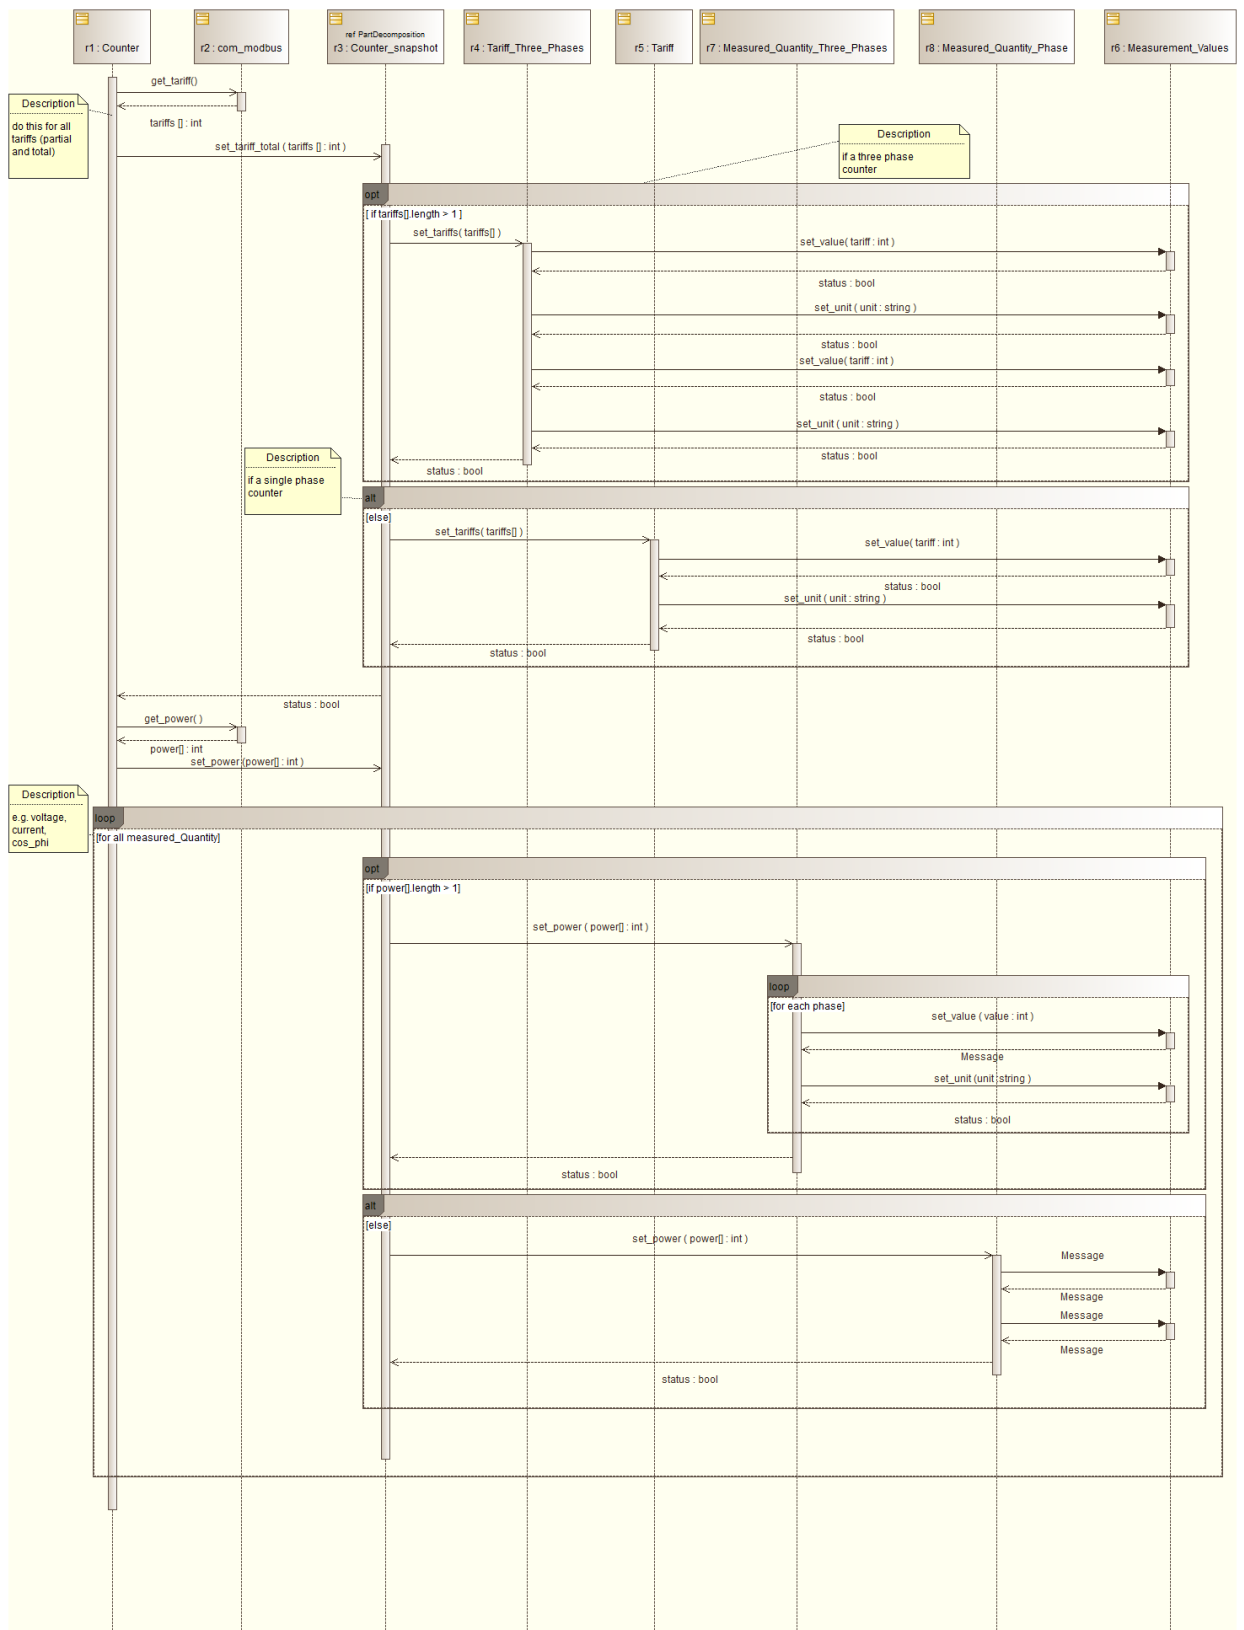 r1 : Counter
r2 : com_modbus
ref PartDecomposition
r3 : Counter_snapshot
r4 : Tariff_Three_Phases
r5 : Tariff
r7 : Measured_Quantity_Three_Phases
r8 : Measured_Quantity_Phase
r6 : Measurement_Values
get_tariff()
Description
do this for all
tariffs (partial
and total)
tariffs [] : int
set_tariff_total ( tariffs [] : int )
Description
if a three phase
counter
opt
[ if tariffs[].length > 1 ]
set_tariffs( tariffs[] )
set_value( tariff : int )
status : bool
set_unit ( unit : string )
status : bool
set_value( tariff : int )
status : bool
set_unit ( unit : string )
status : bool
status : bool
Description
if a single phase
counter
alt
[else]
set_tariffs( tariffs[] )
set_value( tariff : int )
status : bool
set_unit ( unit : string )
status : bool
status : bool
status : bool
get_power( )
power[] : int
set_power (power[] : int )
Description
e.g. voltage,
current,
cos_phi
loop
[for all measured_Quantity]
opt
[if power[].length > 1]
set_power ( power[] : int )
loop
[for each phase]
set_value ( value : int )
Message
set_unit (unit :string )
status : bool
status : bool
alt
[else]
set_power ( power[] : int )
Message
Message
Message
Message
status : bool